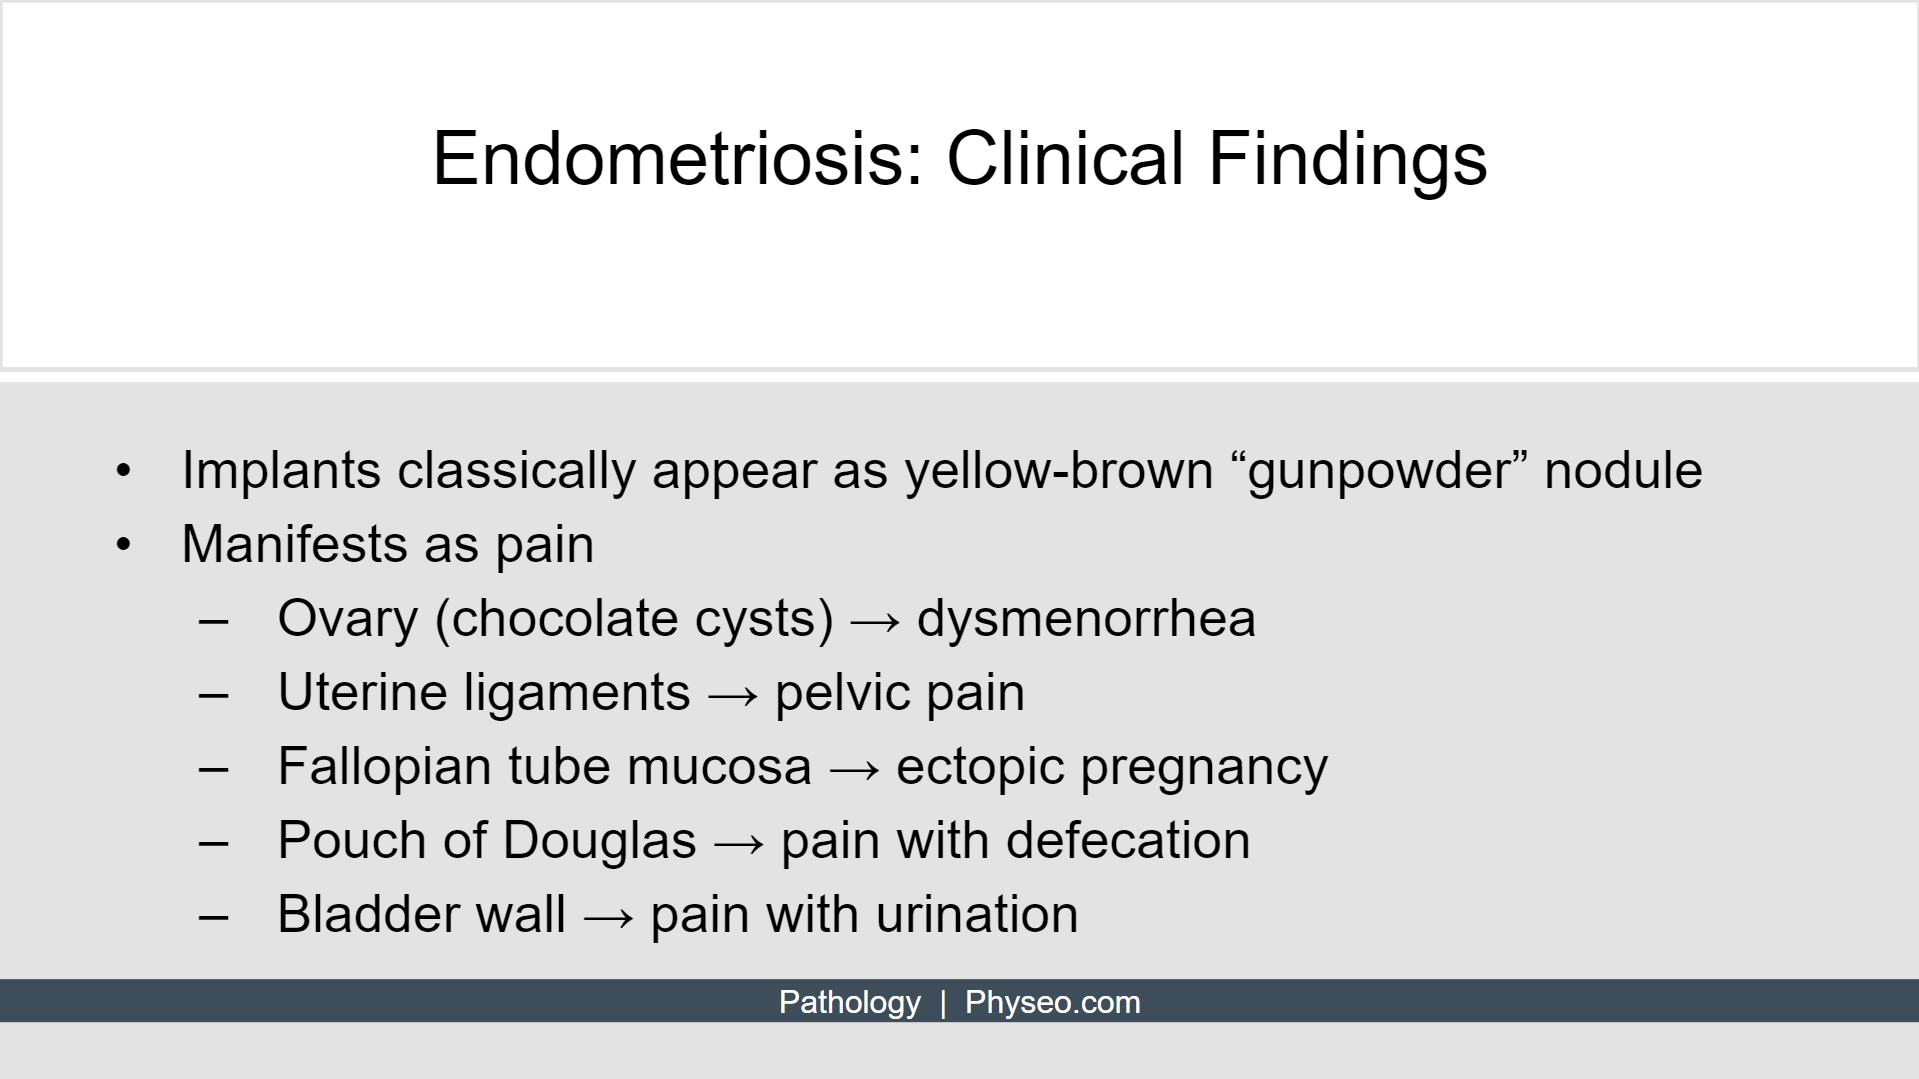 Endometriosis: Clinical Findings
• Implants classically appear as yellow-brown “gunpowder” nodule
• Manifests as pain
– Ovary (chocolate cysts) → dysmenorrhea
– Uterine ligaments → pelvic pain
– Fallopian tube mucosa → ectopic pregnancy
– Pouch of Douglas → pain with defecation
– Bladder wall → pain with urination
Pathology | Physeo.com